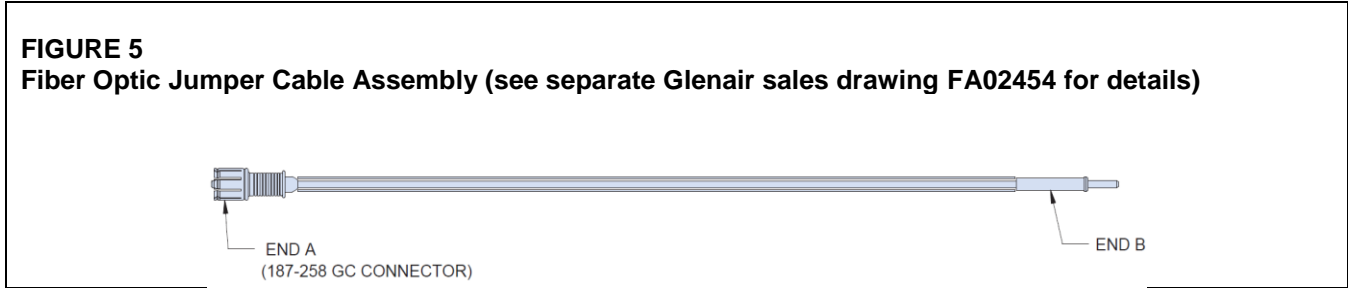 FIGURE 5
Fiber Optic Jumper Cable Assembly (see separate Glenair sales drawing FA02454 for details)
END A
(187-258 GC CONNECTOR)
END B